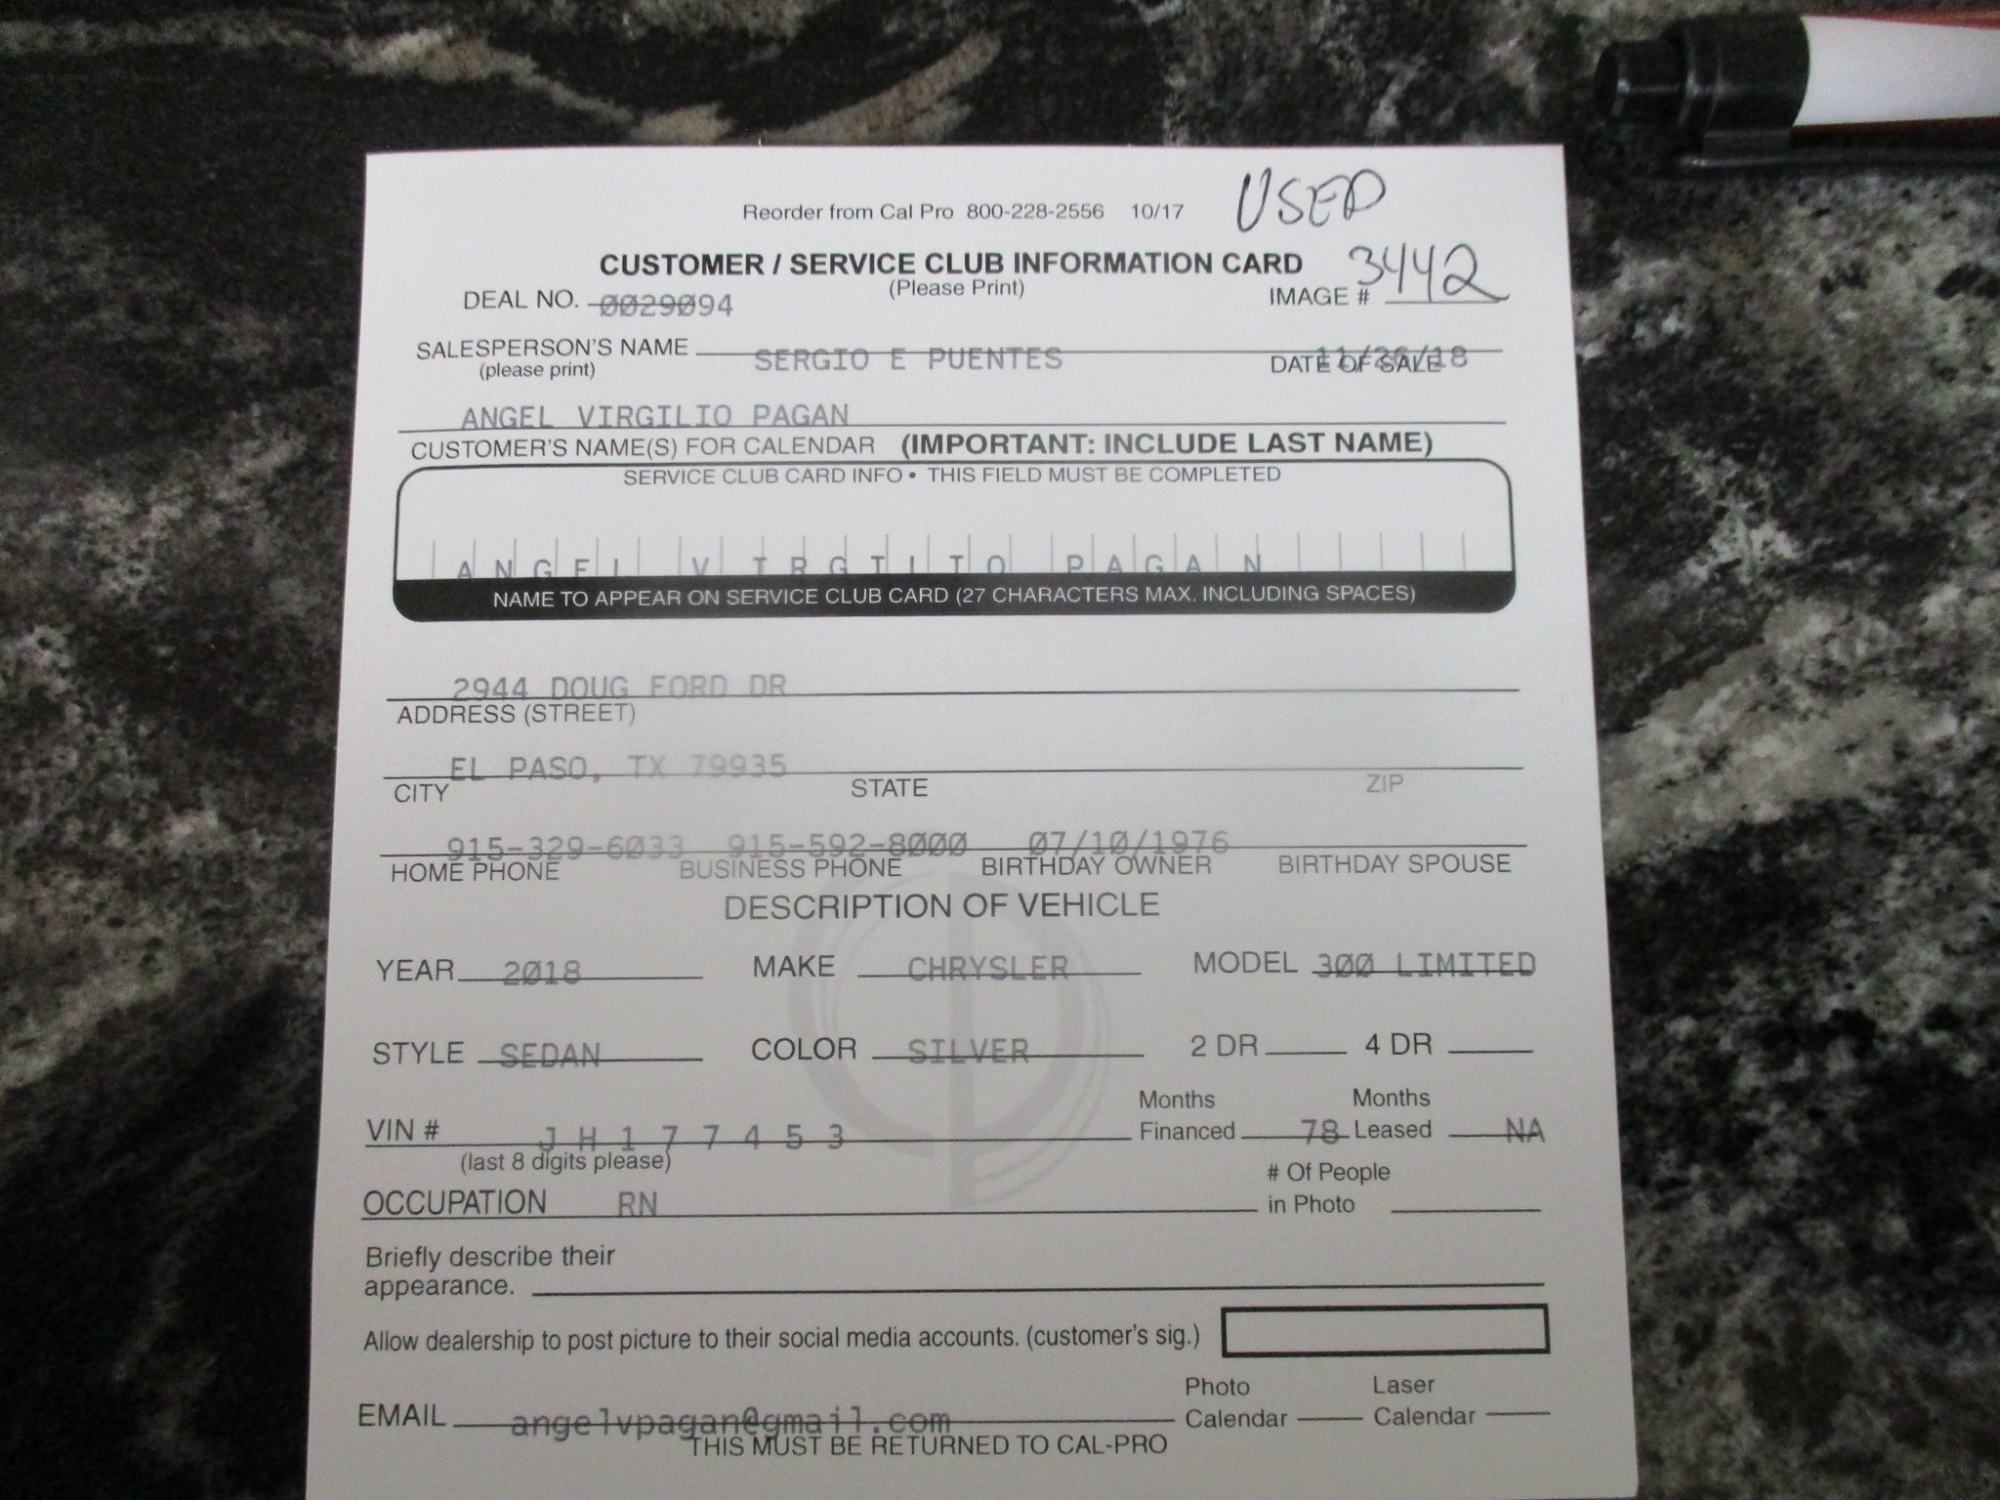 Reorder from Cal Pro 800-228-2556 10/17 USED
CUSTOMER / SERVICE CLUB INFORMATION CARD
(Please Print)
DEAL NO. 0029094 IMAGE # 3442
SALESPERSON'S NAME SERGIO E PUENTES DATE OF SALE 11/26/18
(please print)
ANGEL VIRGILIO PAGAN
CUSTOMER'S NAME(S) FOR CALENDAR (IMPORTANT: INCLUDE LAST NAME)
SERVICE CLUB CARD INFO • THIS FIELD MUST BE COMPLETED
A N G E L V I R G I L I O P A G A N
NAME TO APPEAR ON SERVICE CLUB CARD (27 CHARACTERS MAX. INCLUDING SPACES)
2944 DOUG FORD DR
ADDRESS (STREET)
EL PASO, TX 79935
CITY STATE ZIP
915-329-6033 915-592-8000 07/10/1976
HOME PHONE BUSINESS PHONE BIRTHDAY OWNER BIRTHDAY SPOUSE
DESCRIPTION OF VEHICLE
YEAR 2018 MAKE CHRYSLER MODEL 300 LIMITED
STYLE SEDAN COLOR SILVER 2 DR 4 DR
Months Months
VIN # J H 1 7 7 4 5 3 Financed 78 Leased NA
(last 8 digits please)
# Of People
OCCUPATION RN in Photo
Briefly describe their
appearance.
Allow dealership to post picture to their social media accounts. (customer's sig.)
Photo Laser
EMAIL angelvpagan@gmail.com Calendar Calendar
THIS MUST BE RETURNED TO CAL-PRO